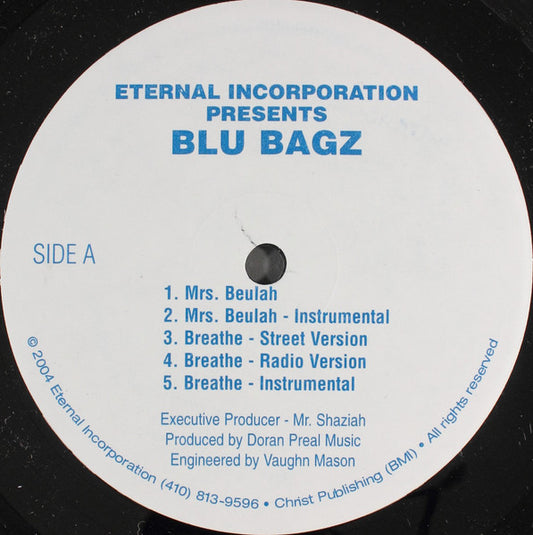 ETERNAL INCORPORATION
PRESENTS
BLU BAGZ
SIDE A
1. Mrs. Beulah
2. Mrs. Beulah - Instrumental
3. Breathe - Street Version
4. Breathe - Radio Version
5. Breathe - Instrumental
Executive Producer - Mr. Shaziah
Produced by Doran Preal Music
Engineered by Vaughn Mason
© 2004 Eternal Incorporation (410) 813-9596 • Christ Publishing (BMI) • All rights reserved